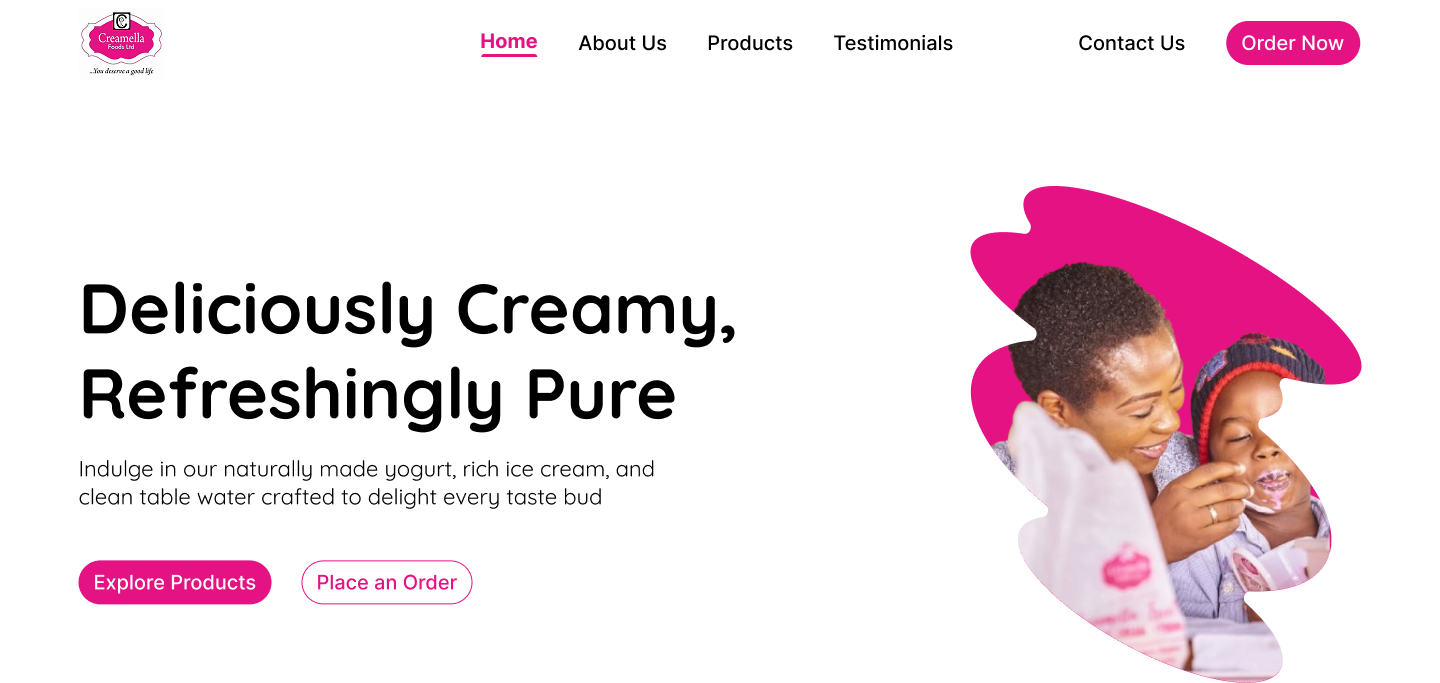 Creamella
Foods Ltd
...You deserve a good life
Home
About Us
Products
Testimonials
Contact Us
Order Now
Deliciously Creamy,
Refreshingly Pure
Indulge in our naturally made yogurt, rich ice cream, and
clean table water crafted to delight every taste bud
Explore Products
Place an Order